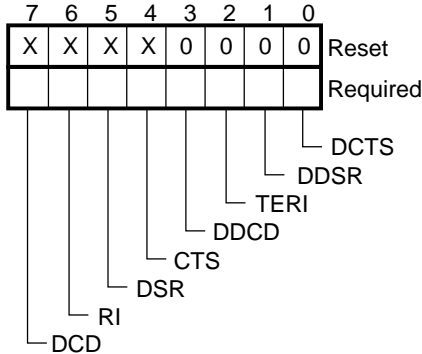 7 6 5 4 3 2 1 0
X X X X 0 0 0 0 Reset
Required
DCTS
DDSR
TERI
DDCD
CTS
DSR
RI
DCD